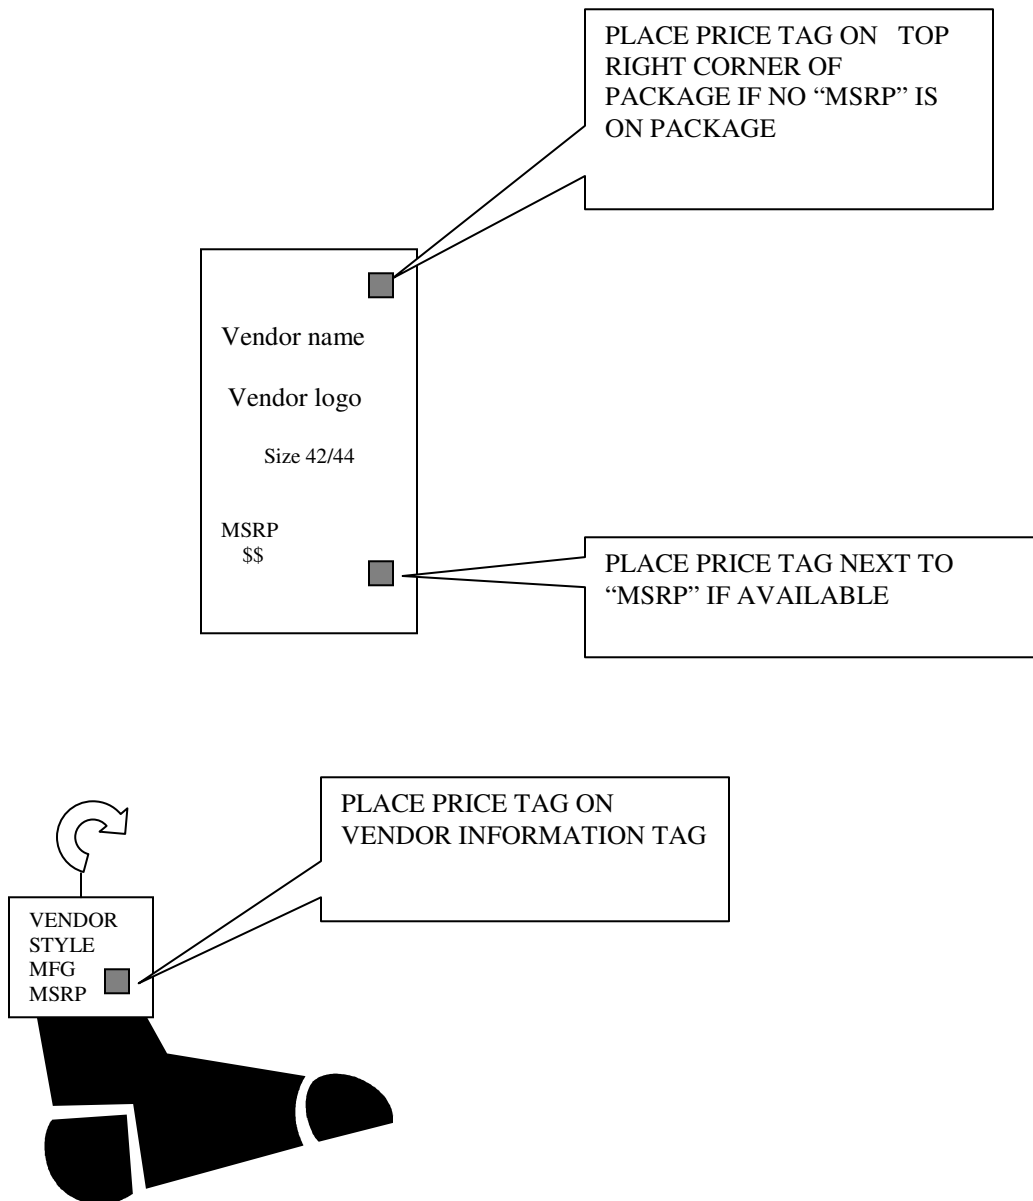 PLACE PRICE TAG ON TOP
RIGHT CORNER OF
PACKAGE IF NO “MSRP” IS
ON PACKAGE
Vendor name
Vendor logo
Size 42/44
MSRP
$$
PLACE PRICE TAG NEXT TO
“MSRP” IF AVAILABLE
PLACE PRICE TAG ON
VENDOR INFORMATION TAG
VENDOR
STYLE
MFG
MSRP